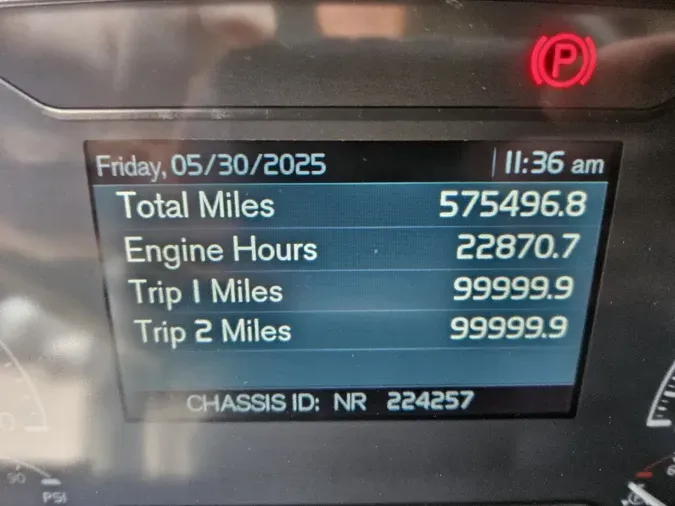 P
Friday, 05/30/2025 11:36 am
Total Miles 575496.8
Engine Hours 22870.7
Trip 1 Miles 99999.9
Trip 2 Miles 99999.9
CHASSIS ID: NR 224257
90 PSI